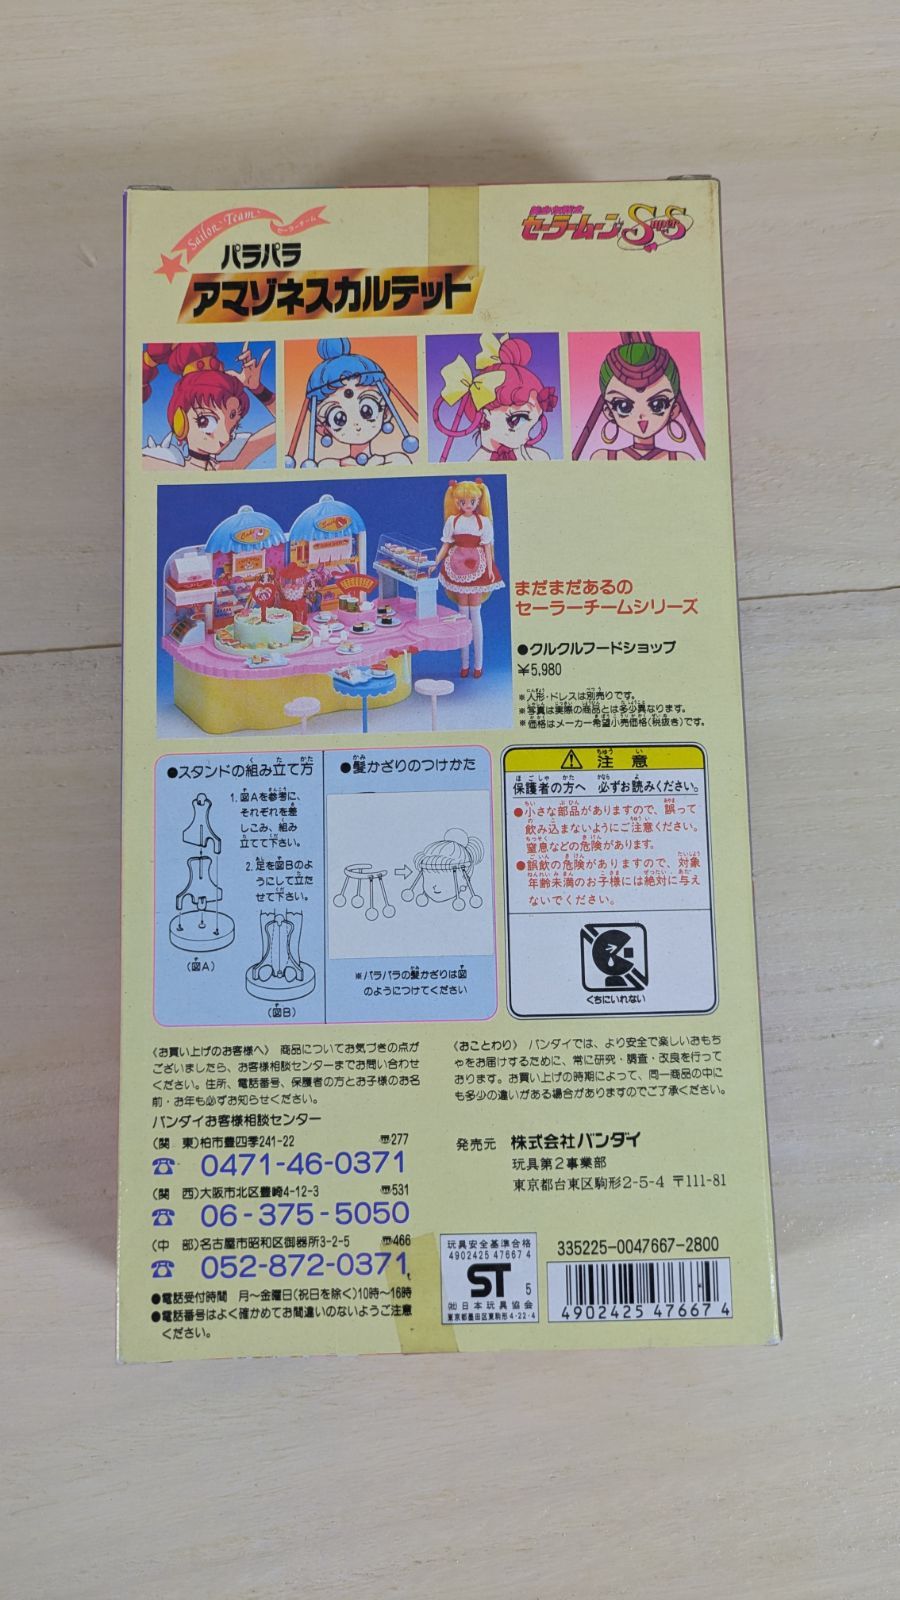 Sailor Team
セーラーチーム
美少女戦士
セーラームーン SuperS
パラパラ
アマゾネスカルテット
まだまだあるの
セーラーチームシリーズ
●クルクルフードショップ
¥5,980
※人形・ドレスは別売りです。
※写真は実際の商品とは多少異なります。
※価格はメーカー希望小売価格(税抜き)です。
●スタンドの組み立て方
1.図Aを参考に、
それぞれを差
しこみ、組み
立てて下さい。
2.足を図Bのよ
うにして立た
せて下さい。
(図A)
(図B)
●髪かざりのつけかた
※パラパラの髪かざりは図
のようにつけてください
注意
保護者の方へ 必ずお読みください。
●小さな部品がありますので、誤って
飲み込まないようにご注意ください。
窒息などの危険があります。
●誤飲の危険がありますので、対象
年齢未満のお子様には絶対に与え
ないでください。
くちにいれない
〈お買い上げのお客様へ〉 商品についてお気づきの点が
ございましたら、お客様相談センターまでお問い合わせ
ください。住所、電話番号、保護者の方とお子様のお名
前・お年も必ずお知らせください。
バンダイお客様相談センター
(関 東)柏市豊四季241-22 〒277
☎ 0471-46-0371
(関 西)大阪市北区豊崎4-12-3 〒531
☎ 06-375-5050
(中 部)名古屋市昭和区御器所3-2-5 〒466
☎ 052-872-0371
●電話受付時間 月〜金曜日(祝日を除く)10時〜16時
●電話番号はよく確かめてお間違いのないようご注意
ください。
〈おことわり〉 バンダイでは、より安全で楽しいおもち
ゃをお届けするために、常に研究・調査・改良を行って
おります。お買い上げの時期によって、同一商品の中に
も多少の違いがある場合がありますのでご了承ください。
発売元 株式会社バンダイ
玩具第2事業部
東京都台東区駒形2-5-4 〒111-81
玩具安全基準合格
4902425 47667 4
ST 5
(社)日本玩具協会
東京都墨田区東駒形4-22-4
335225-0047667-2800
4902425 476674